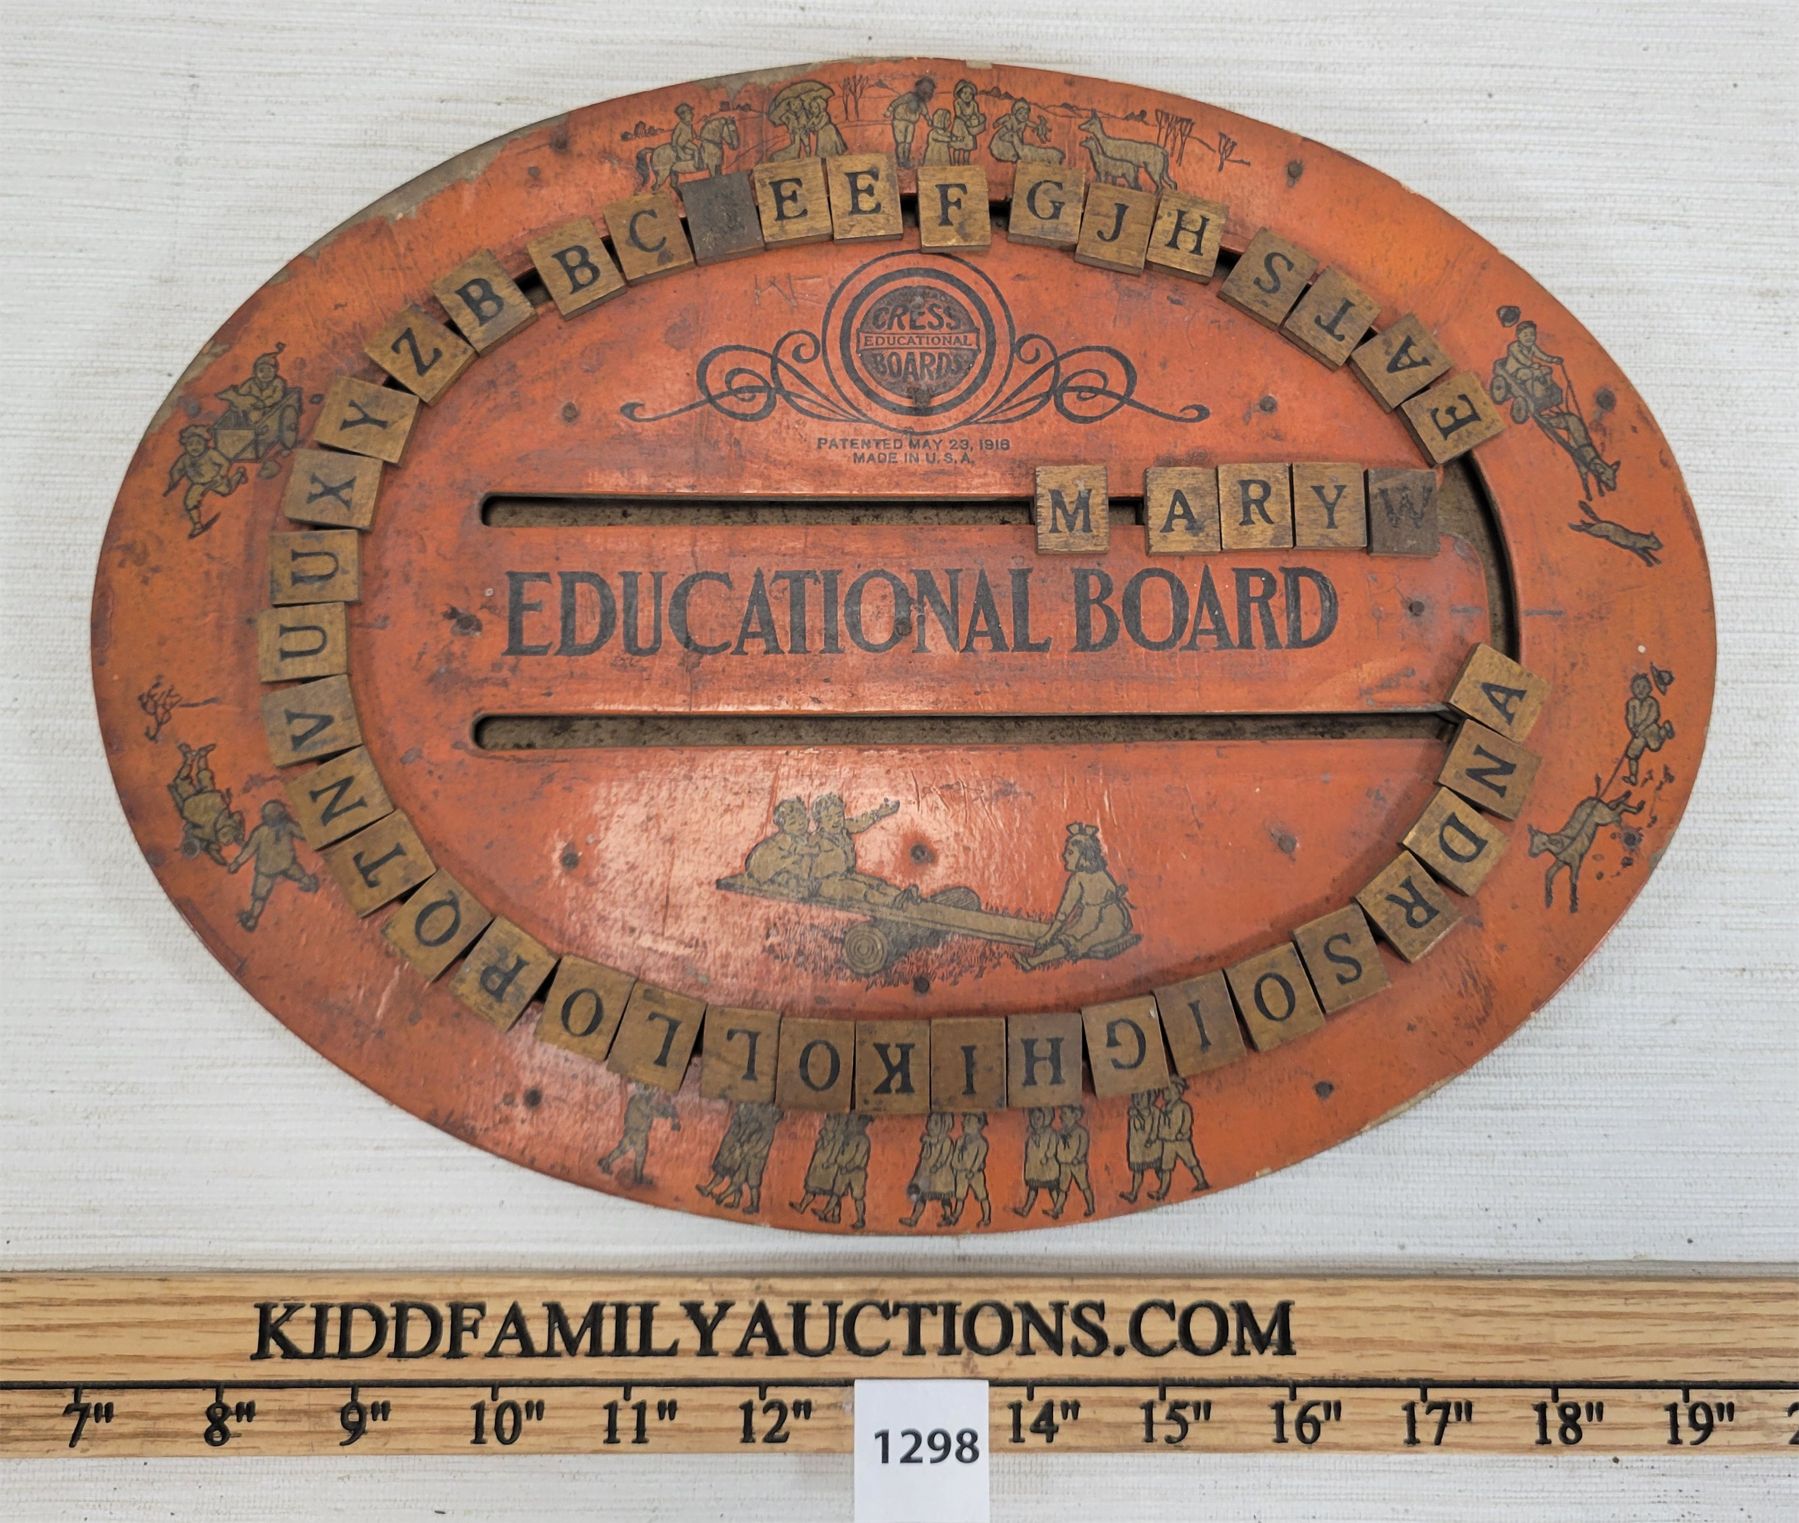 E E F G J H
B B C
S T A E
Z Y X U U V N T Q P O L L O K I H G I O S R D N A
CRESS
EDUCATIONAL
BOARDS
PATENTED MAY 23, 1916
MADE IN U.S.A.
M A R Y W
EDUCATIONAL BOARD
KIDDFAMILYAUCTIONS.COM
7" 8" 9" 10" 11" 12" 14" 15" 16" 17" 18" 19"
1298